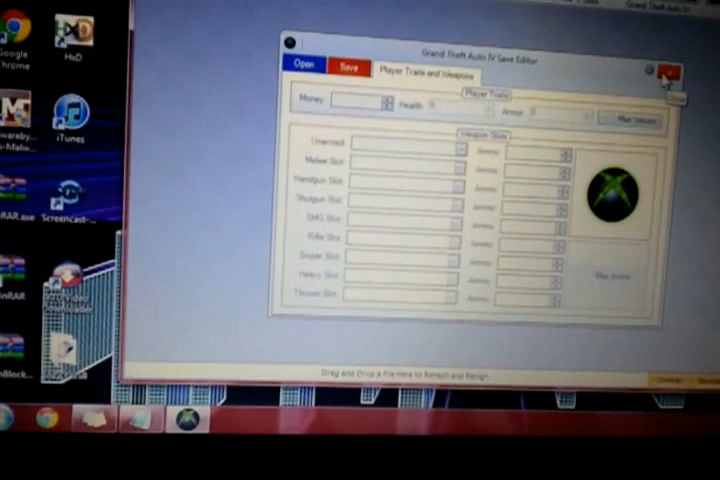 Grand Theft Auto IV
Google
Chrome
HxD
iTunes
Screencast-...
Grand Theft Auto IV Save Editor
Open
Save
Player Traits and Weapons
Player Traits
Money:
Health
Armor
Max Values
Close
Weapon Slots
Unarmed:
Ammo:
Melee Slot:
Ammo:
Handgun Slot:
Ammo:
Shotgun Slot:
Ammo:
SMG Slot:
Ammo:
Rifle Slot:
Ammo:
Sniper Slot:
Ammo:
Heavy Slot:
Ammo:
Thrown Slot:
Ammo:
Max Ammo
Drag and Drop a File Here to Rehash and Resign